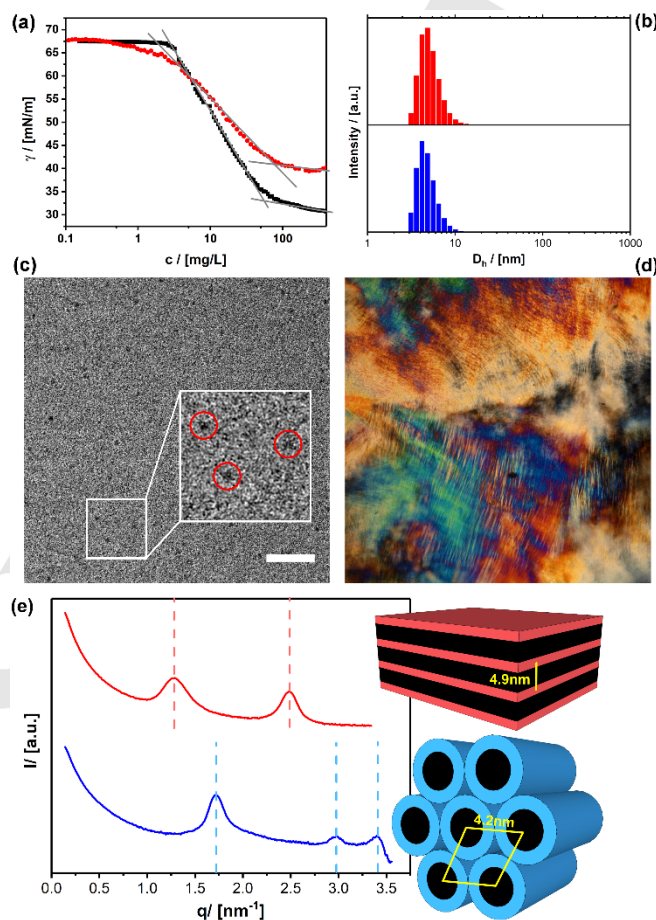 (a)
γ / [mN/m]
70
65
60
55
50
45
40
35
30
0.1 1 10 100
c / [mg/L]
(b)
Intensity / [a.u.]
1 10 100 1000
Dh / [nm]
(c)
(d)
(e)
I/ [a.u.]
0.0 0.5 1.0 1.5 2.0 2.5 3.0 3.5
q/ [nm-1]
4.9nm
4.2nm